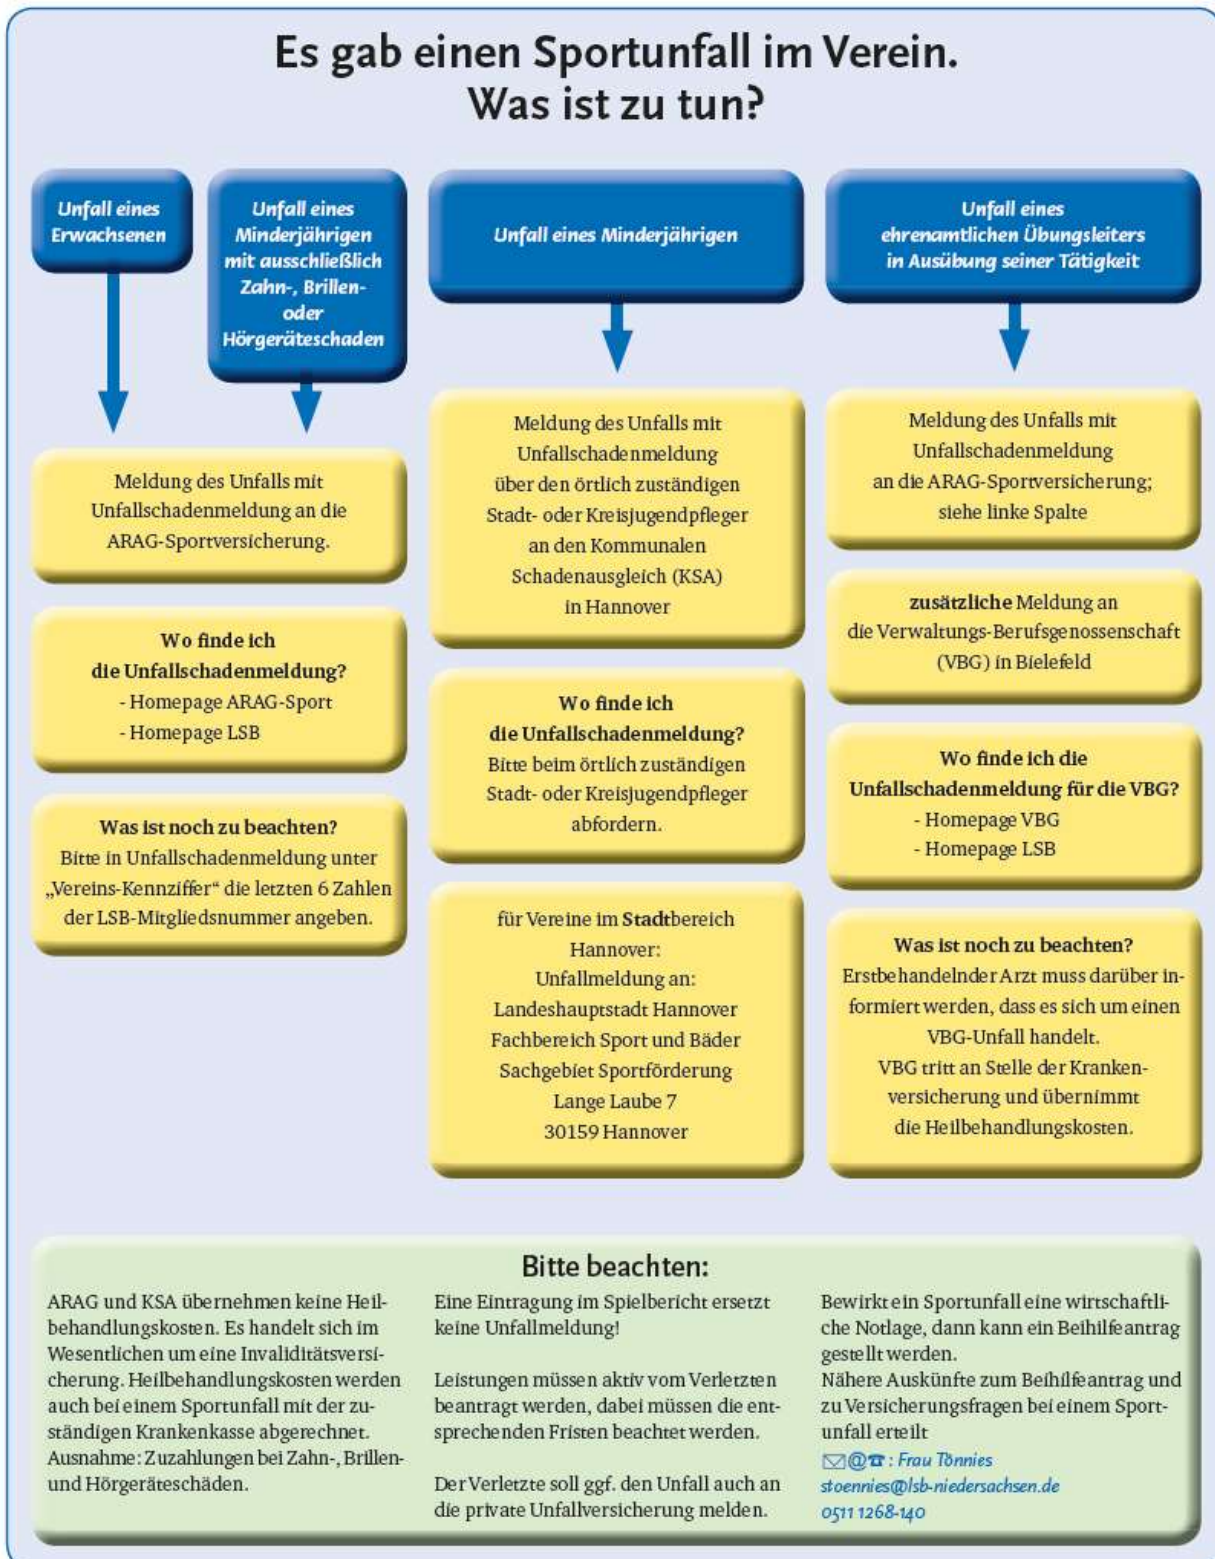 Es gab einen Sportunfall im Verein.
Was ist zu tun?
Unfall eines
Erwachsenen
Unfall eines
Minderjährigen
mit ausschließlich
Zahn-, Brillen-
oder
Hörgeräteschaden
Meldung des Unfalls mit
Unfallschadenmeldung an die
ARAG-Sportversicherung.
Wo finde ich
die Unfallschadenmeldung?
- Homepage ARAG-Sport
- Homepage LSB
Was ist noch zu beachten?
Bitte in Unfallschadenmeldung unter
„Vereins-Kennziffer“ die letzten 6 Zahlen
der LSB-Mitgliedsnummer angeben.
Unfall eines Minderjährigen
Meldung des Unfalls mit
Unfallschadenmeldung
über den örtlich zuständigen
Stadt- oder Kreisjugendpfleger
an den Kommunalen
Schadenausgleich (KSA)
in Hannover
Wo finde ich
die Unfallschadenmeldung?
Bitte beim örtlich zuständigen
Stadt- oder Kreisjugendpfleger
abfordern.
für Vereine im Stadtbereich
Hannover:
Unfallmeldung an:
Landeshauptstadt Hannover
Fachbereich Sport und Bäder
Sachgebiet Sportförderung
Lange Laube 7
30159 Hannover
Unfall eines
ehrenamtlichen Übungsleiters
in Ausübung seiner Tätigkeit
Meldung des Unfalls mit
Unfallschadenmeldung
an die ARAG-Sportversicherung;
siehe linke Spalte
zusätzliche Meldung an
die Verwaltungs-Berufsgenossenschaft
(VBG) in Bielefeld
Wo finde ich die
Unfallschadenmeldung für die VBG?
- Homepage VBG
- Homepage LSB
Was ist noch zu beachten?
Erstbehandelnder Arzt muss darüber in-
formiert werden, dass es sich um einen
VBG-Unfall handelt.
VBG tritt an Stelle der Kranken-
versicherung und übernimmt
die Heilbehandlungskosten.
Bitte beachten:
ARAG und KSA übernehmen keine Heil-
behandlungskosten. Es handelt sich im
Wesentlichen um eine Invaliditätsversi-
cherung. Heilbehandlungskosten werden
auch bei einem Sportunfall mit der zu-
ständigen Krankenkasse abgerechnet.
Ausnahme: Zuzahlungen bei Zahn-, Brillen-
und Hörgeräteschäden.
Eine Eintragung im Spielbericht ersetzt
keine Unfallmeldung!
Leistungen müssen aktiv vom Verletzten
beantragt werden, dabei müssen die ent-
sprechenden Fristen beachtet werden.
Der Verletzte soll ggf. den Unfall auch an
die private Unfallversicherung melden.
Bewirkt ein Sportunfall eine wirtschaftli-
che Notlage, dann kann ein Beihilfeantrag
gestellt werden.
Nähere Auskünfte zum Beihilfeantrag und
zu Versicherungsfragen bei einem Sport-
unfall erteilt
✉@☎: Frau Tönnies
stoennies@lsb-niedersachsen.de
0511 1268-140